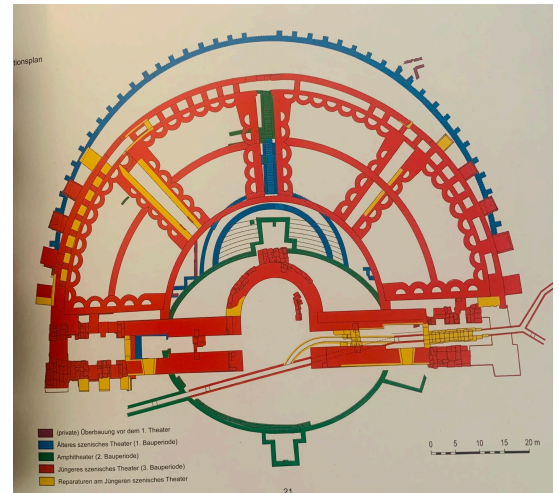 tionsplan
(private) Überbauung vor dem 1. Theater
Älteres szenisches Theater (1. Bauperiode)
Amphitheater (2. Bauperiode)
Jüngeres szenisches Theater (3. Bauperiode)
Reparaturen am Jüngeren szenisches Theater
0 5 10 15 20 m
21